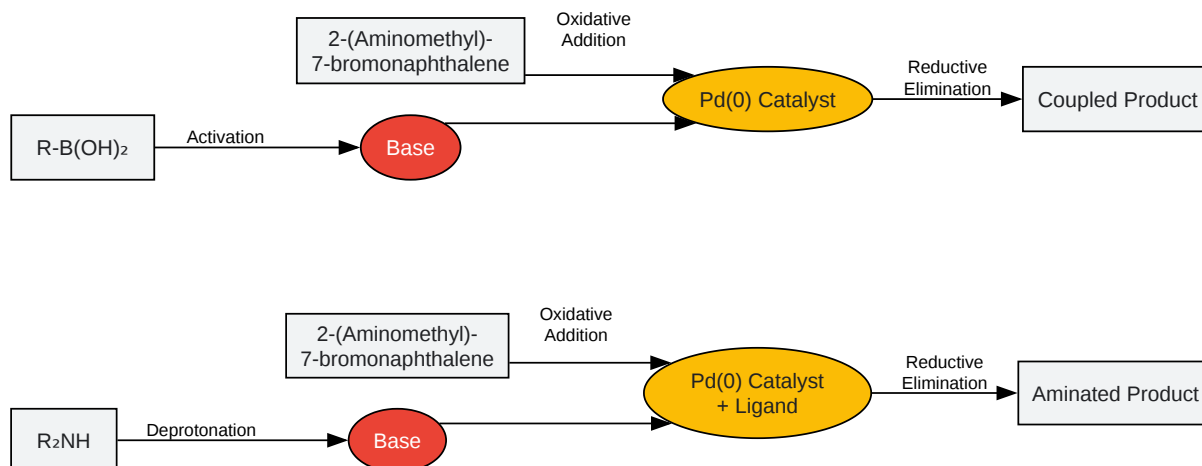 Oxidative
Addition
2-(Aminomethyl)-
7-bromonaphthalene
Reductive
Elimination
Pd(0) Catalyst
Coupled Product
R-B(OH)₂
Activation
Base
Oxidative
Addition
2-(Aminomethyl)-
7-bromonaphthalene
Reductive
Elimination
Pd(0) Catalyst
+ Ligand
Aminated Product
R₂NH
Deprotonation
Base